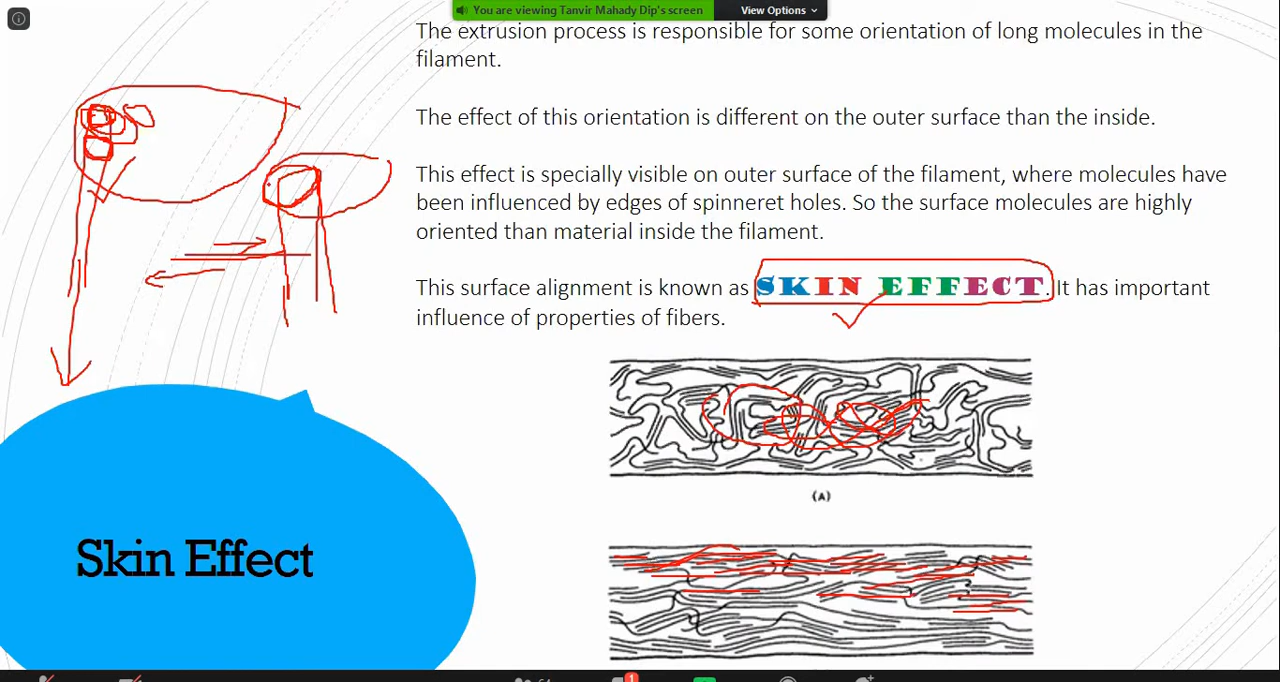 You are viewing Tanvir Mahady Dip's screen
View Options
The extrusion process is responsible for some orientation of long molecules in the
filament.
The effect of this orientation is different on the outer surface than the inside.
This effect is specially visible on outer surface of the filament, where molecules have
been influenced by edges of spinneret holes. So the surface molecules are highly
oriented than material inside the filament.
This surface alignment is known as SKIN EFFECT. It has important
influence of properties of fibers.
(A)
Skin Effect
1